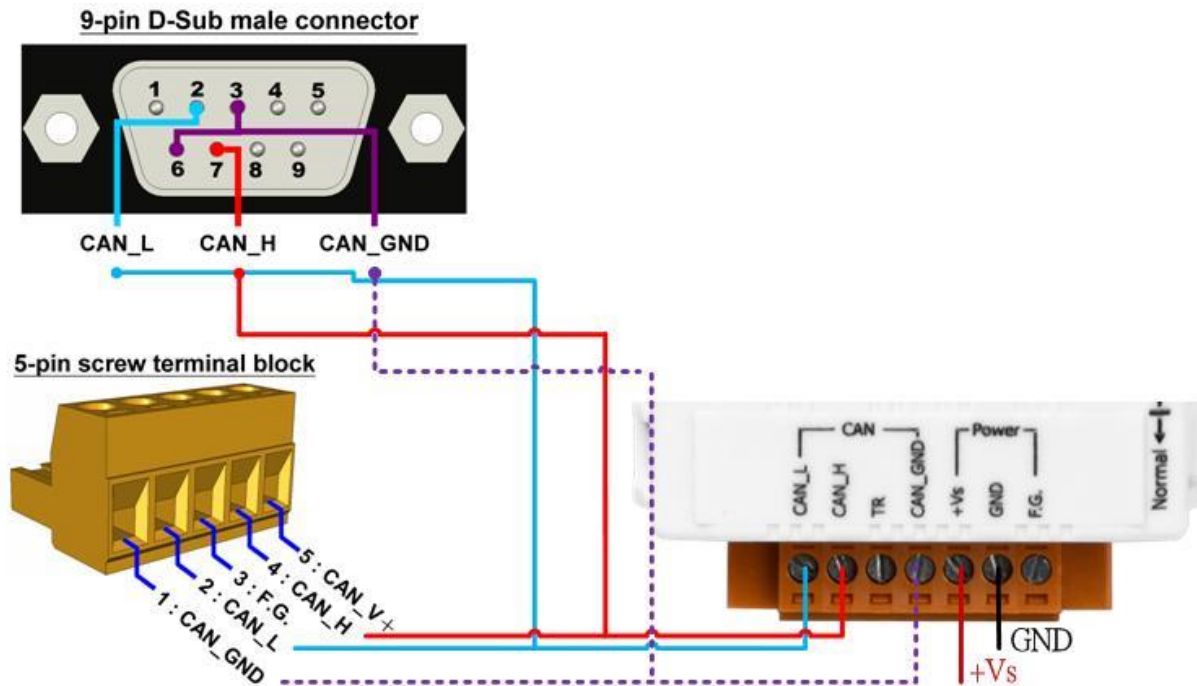 9-pin D-Sub male connector
1 2 3 4 5
6 7 8 9
CAN_L CAN_H CAN_GND
5-pin screw terminal block
1 : CAN_GND
2 : CAN_L
3 : F.G.
4 : CAN_H
5 : CAN_V+
CAN Power
CAN_L
CAN_H
TR
CAN_GND
+Vs
GND
F.G.
Normal
GND
+Vs